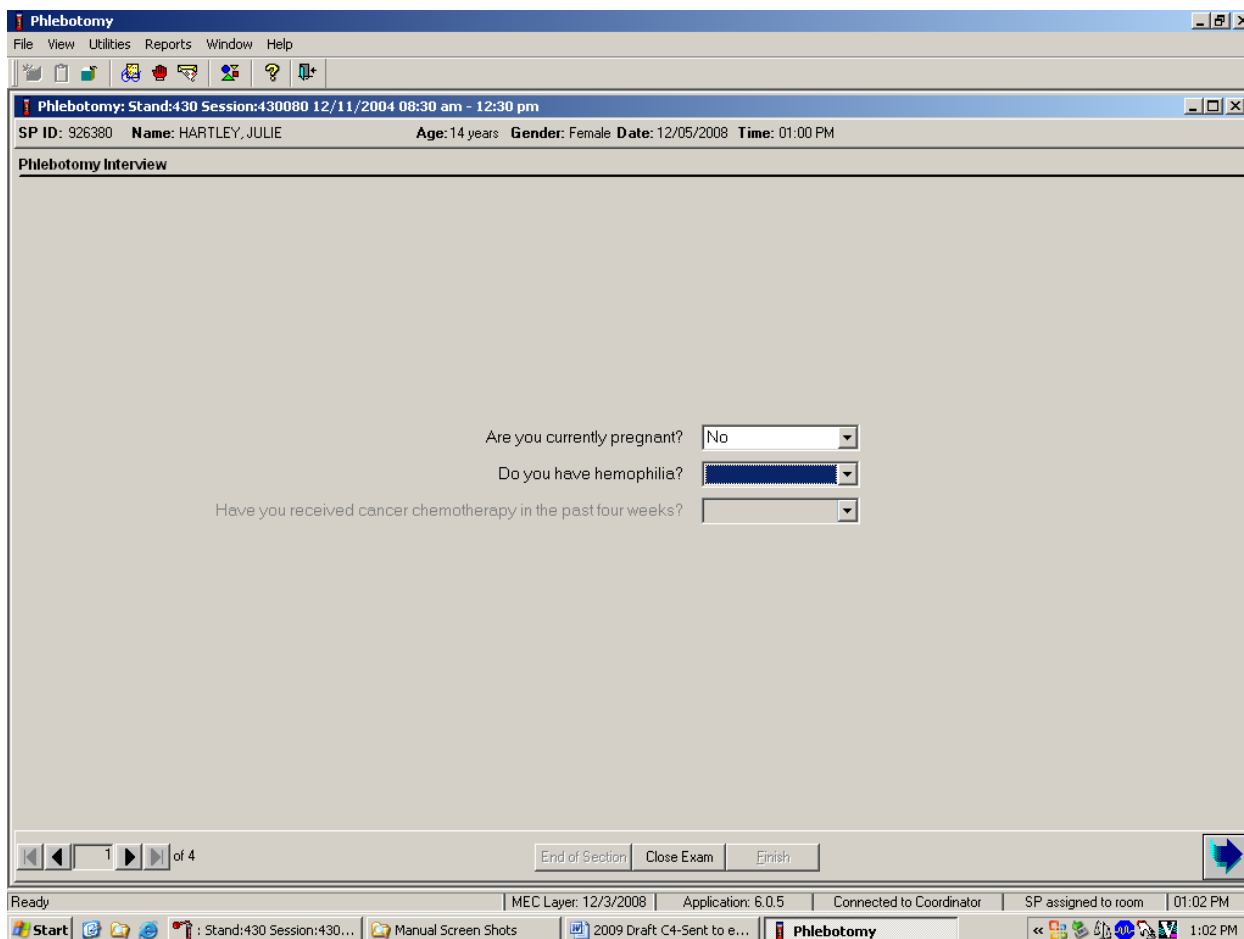 Phlebotomy
File View Utilities Reports Window Help
Phlebotomy: Stand:430 Session:430080 12/11/2004 08:30 am - 12:30 pm
SP ID: 926380 Name: HARTLEY, JULIE Age: 14 years Gender: Female Date: 12/05/2008 Time: 01:00 PM
Phlebotomy Interview
Are you currently pregnant? No
Do you have hemophilia?
Have you received cancer chemotherapy in the past four weeks?
1 of 4 End of Section Close Exam Finish
Ready MEC Layer: 12/3/2008 Application: 6.0.5 Connected to Coordinator SP assigned to room 01:02 PM
Start : Stand:430 Session:430... Manual Screen Shots 2009 Draft C4-Sent to e... Phlebotomy « 1:02 PM